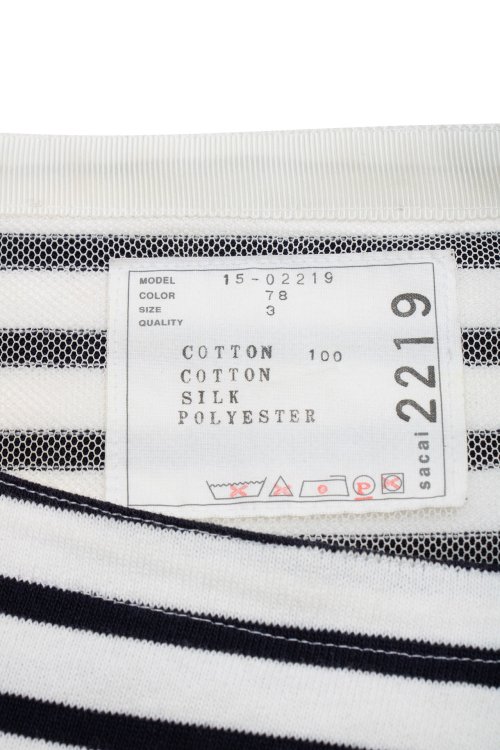 MODEL 15-02219
COLOR 78
SIZE 3
QUALITY
COTTON 100
COTTON
SILK
POLYESTER
P
sacai 2219